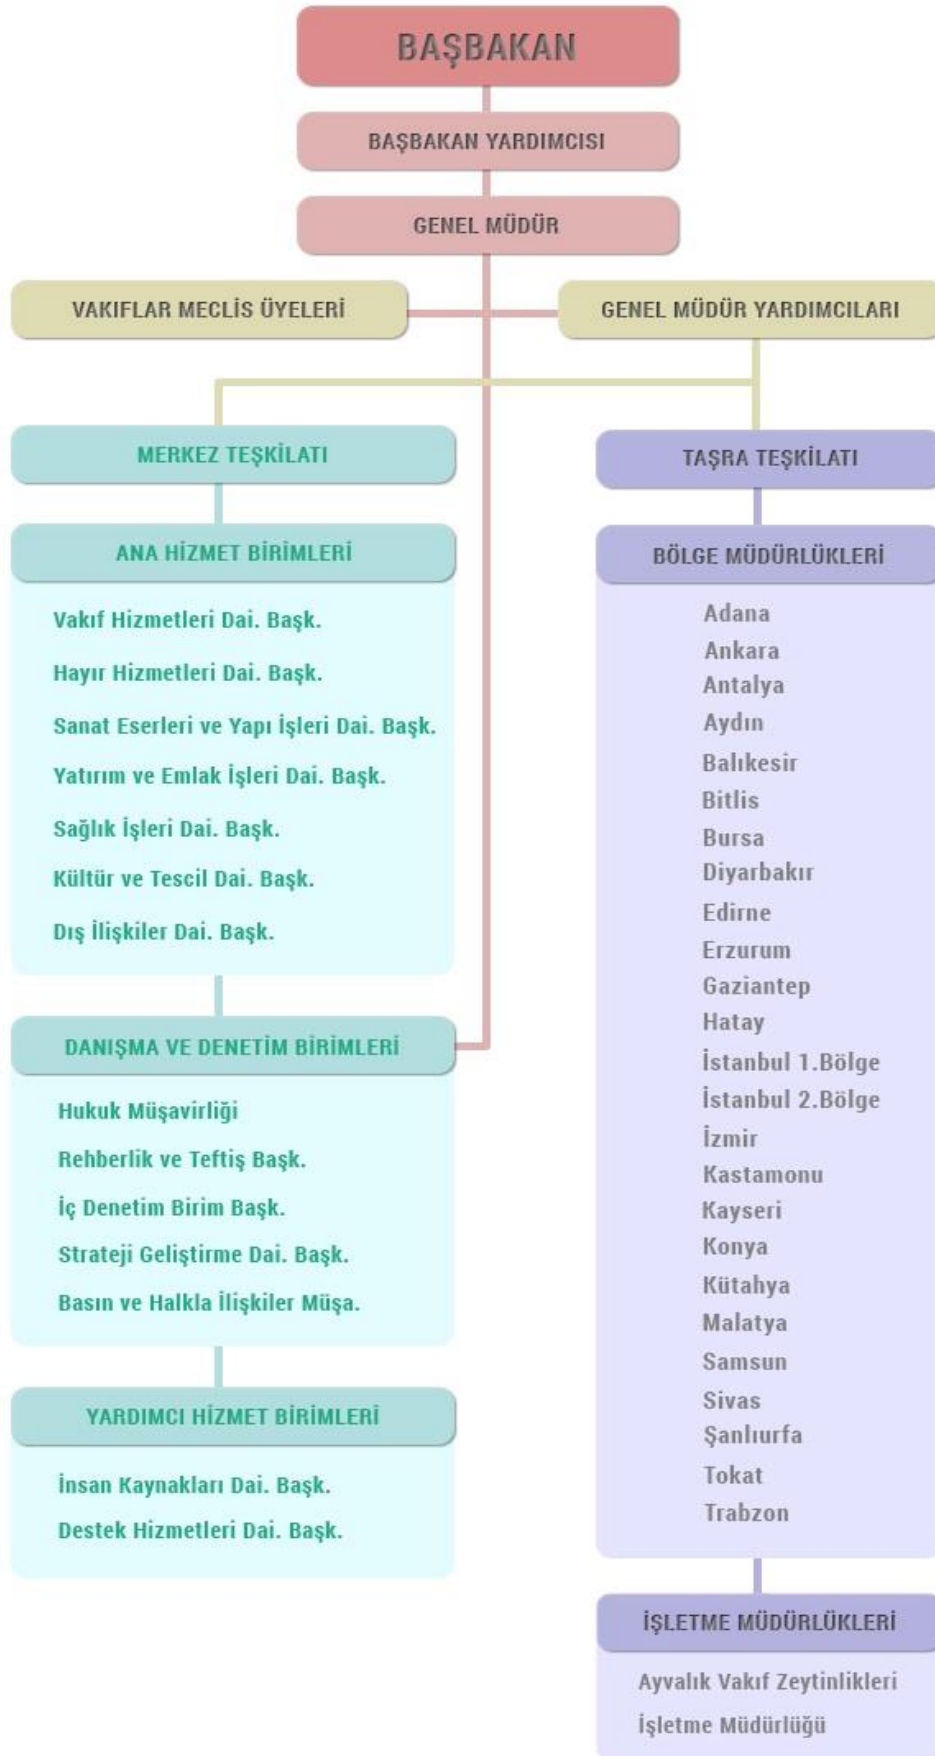 BAŞBAKAN
BAŞBAKAN YARDIMCISI
GENEL MÜDÜR
VAKIFLAR MECLİS ÜYELERİ
GENEL MÜDÜR YARDIMCILARI
MERKEZ TEŞKİLATI
ANA HİZMET BİRİMLERİ
Vakıf Hizmetleri Dai. Başk.
Hayır Hizmetleri Dai. Başk.
Sanat Eserleri ve Yapı İşleri Dai. Başk.
Yatırım ve Emlak İşleri Dai. Başk.
Sağlık İşleri Dai. Başk.
Kültür ve Tescil Dai. Başk.
Dış İlişkiler Dai. Başk.
DANIŞMA VE DENETİM BİRİMLERİ
Hukuk Müşavirliği
Rehberlik ve Teftiş Başk.
İç Denetim Birim Başk.
Strateji Geliştirme Dai. Başk.
Basın ve Halkla İlişkiler Müşa.
YARDIMCI HİZMET BİRİMLERİ
İnsan Kaynakları Dai. Başk.
Destek Hizmetleri Dai. Başk.
TAŞRA TEŞKİLATI
BÖLGE MÜDÜRLÜKLERİ
Adana
Ankara
Antalya
Aydın
Balıkesir
Bitlis
Bursa
Diyarbakır
Edirne
Erzurum
Gaziantep
Hatay
İstanbul 1.Bölge
İstanbul 2.Bölge
İzmir
Kastamonu
Kayseri
Konya
Kütahya
Malatya
Samsun
Sivas
Şanlıurfa
Tokat
Trabzon
İŞLETME MÜDÜRLÜKLERİ
Ayvalık Vakıf Zeytinlikleri
İşletme Müdürlüğü